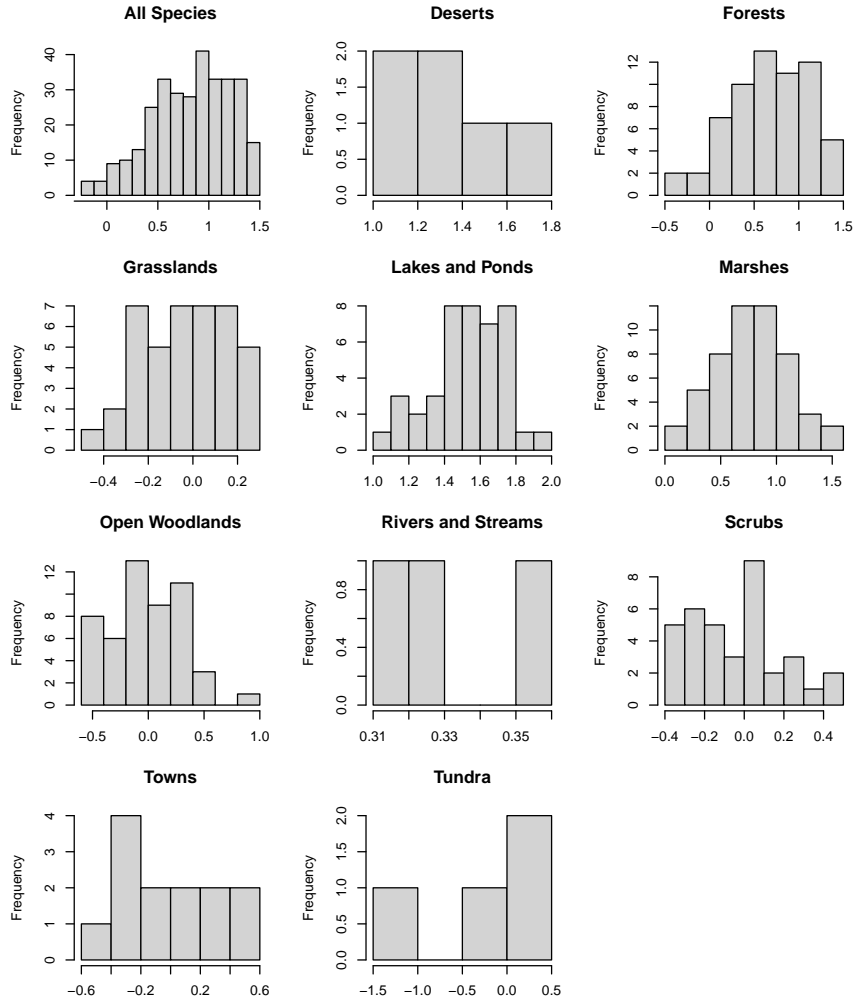 All Species
Frequency
0 10 20 30 40
0 0.5 1.0 1.5
Deserts
Frequency
0.0 0.5 1.0 1.5 2.0
1.0 1.2 1.4 1.6 1.8
Forests
Frequency
0 2 4 6 8 12
−0.5 0 0.5 1 1.5
Grasslands
Frequency
0 1 2 3 4 5 6 7
−0.4 −0.2 0.0 0.2
Lakes and Ponds
Frequency
0 2 4 6 8
1.0 1.2 1.4 1.6 1.8 2.0
Marshes
Frequency
0 2 4 6 8 10
0.0 0.5 1.0 1.5
Open Woodlands
Frequency
0 2 4 6 8 12
−0.5 0.0 0.5 1.0
Rivers and Streams
Frequency
0.0 0.4 0.8
0.31 0.33 0.35
Scrubs
Frequency
0 2 4 6 8
−0.4 −0.2 0.0 0.2 0.4
Towns
Frequency
0 1 2 3 4
−0.6 −0.2 0.2 0.6
Tundra
Frequency
0.0 0.5 1.0 1.5 2.0
−1.5 −1.0 −0.5 0.0 0.5